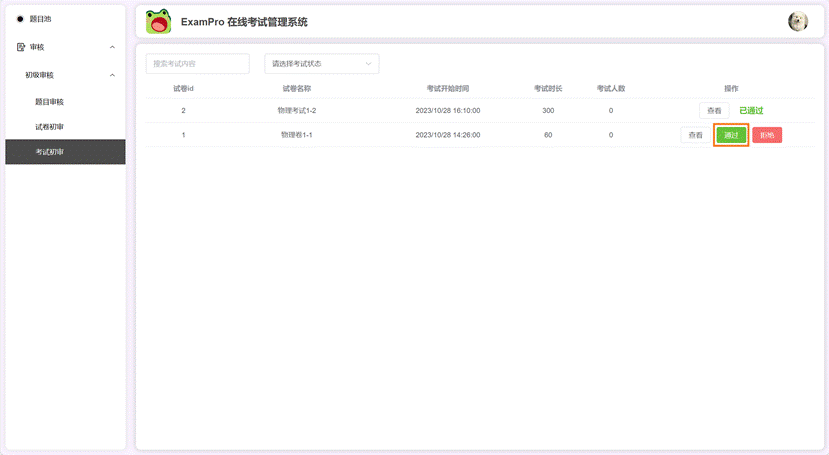 题目池
ExamPro 在线考试管理系统
审核
初级审核
题目审核
试卷初审
考试初审
搜索考试内容
请选择考试状态
试卷id 试卷名称 考试开始时间 考试时长 考试人数 操作
2 物理考试1-2 2023/10/28 16:10:00 300 0 查看 已通过
1 物理卷1-1 2023/10/28 14:26:00 60 0 查看 通过 拒绝